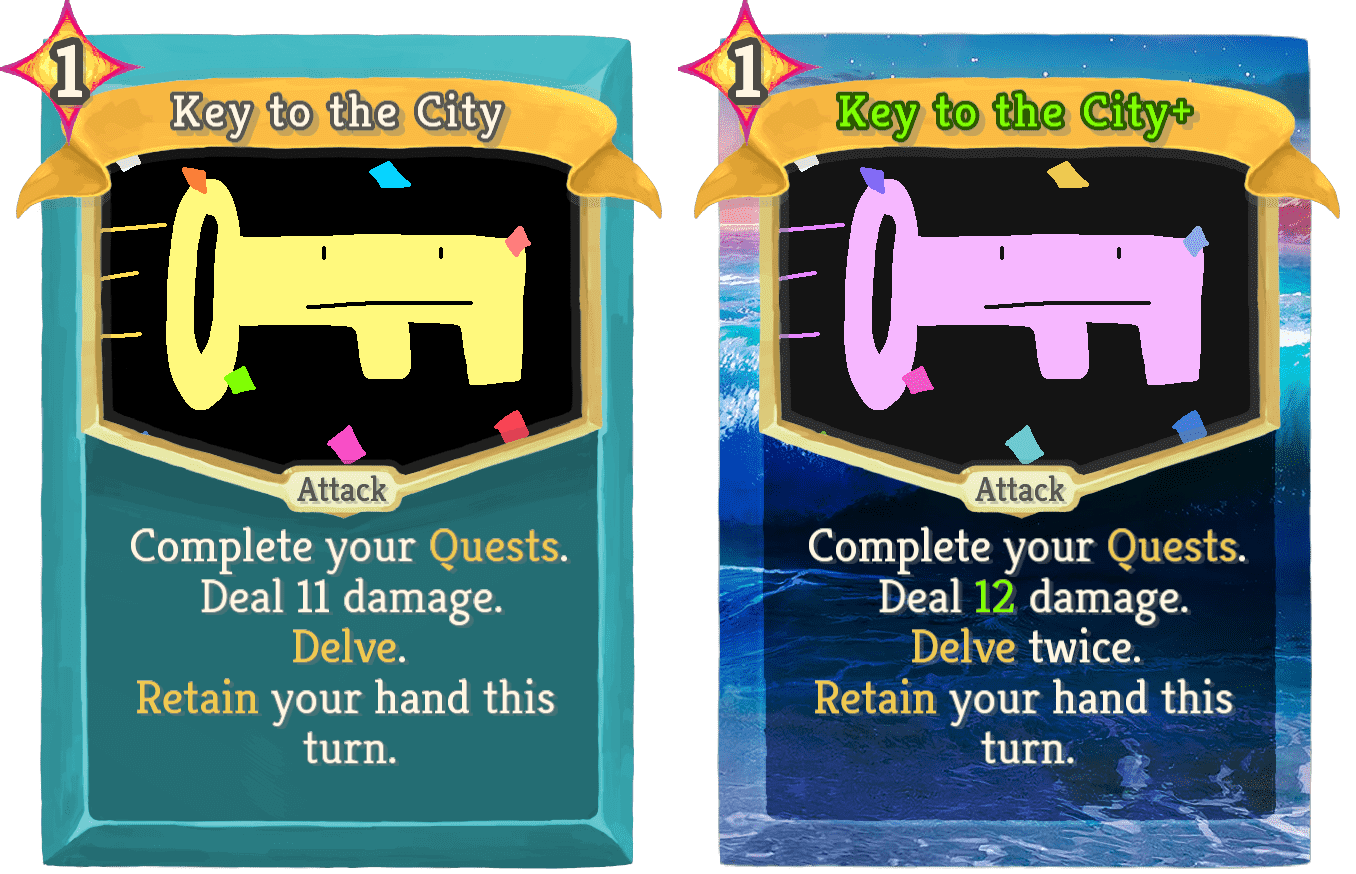 1
Key to the City
Attack
Complete your Quests.
Deal 11 damage.
Delve.
Retain your hand this
turn.
1
Key to the City+
Attack
Complete your Quests.
Deal 12 damage.
Delve twice.
Retain your hand this
turn.